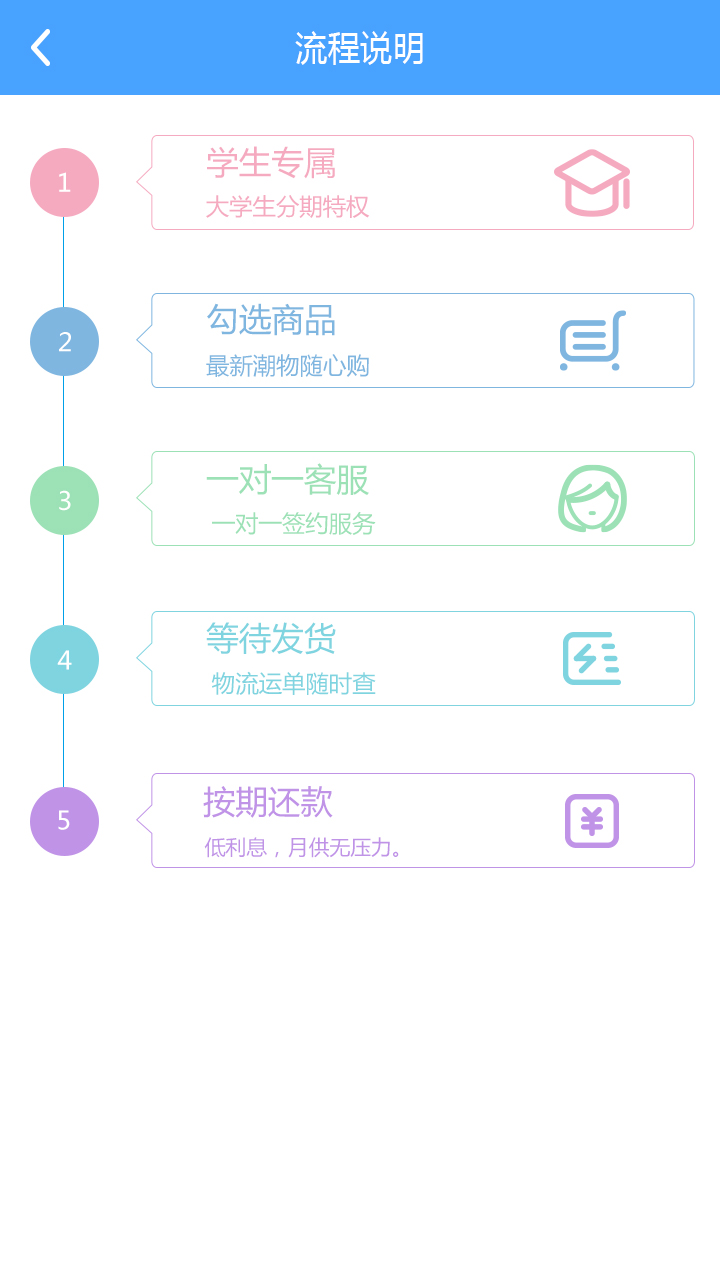 流程说明
1
学生专属
大学生分期特权
2
勾选商品
最新潮物随心购
3
一对一客服
一对一签约服务
4
等待发货
物流运单随时查
5
按期还款
低利息，月供无压力。
¥